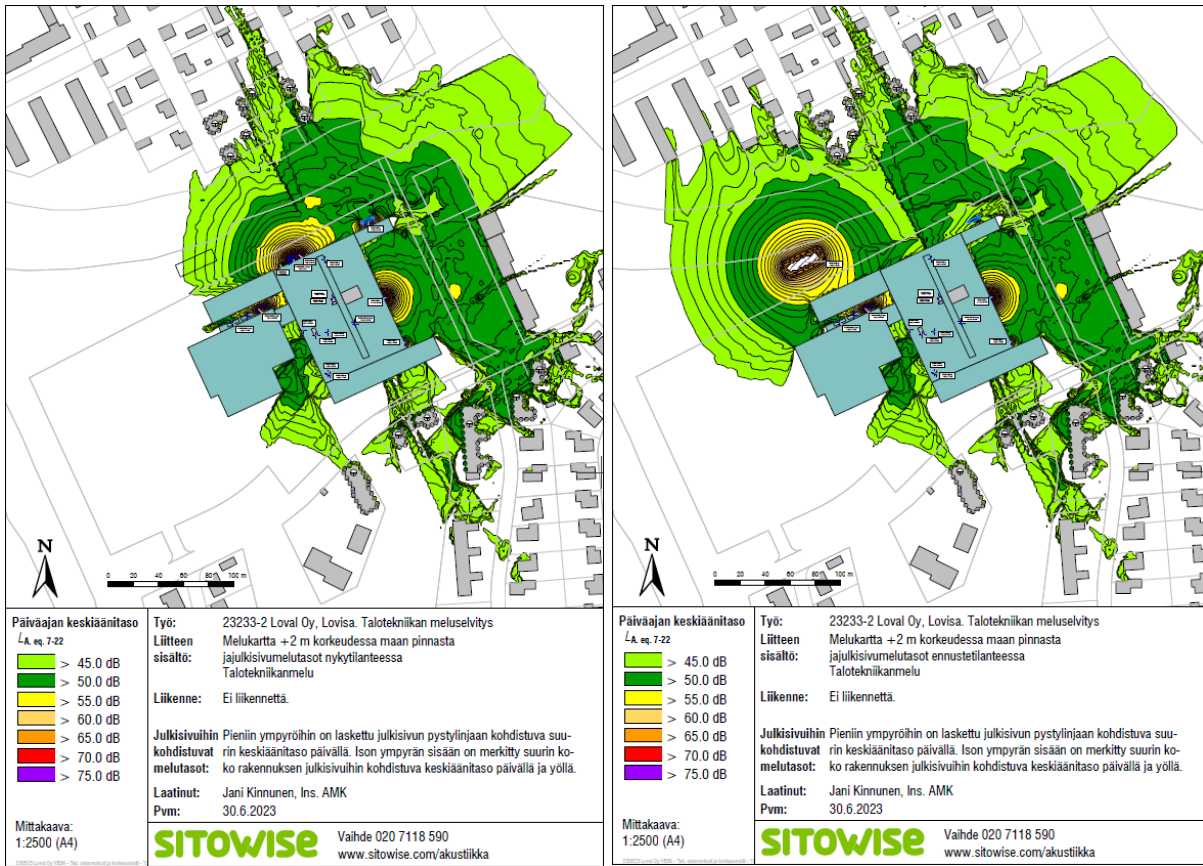 N
0 20 40 60 80 100 m
Päiväajan keskiäänitaso
LA, eq, 7-22
> 45.0 dB
> 50.0 dB
> 55.0 dB
> 60.0 dB
> 65.0 dB
> 70.0 dB
> 75.0 dB
Mittakaava:
1:2500 (A4)
Työ: 23233-2 Loval Oy, Lovisa. Talotekniikan meluselvitys
Liitteen Melukartta +2 m korkeudessa maan pinnasta
sisältö: jajulkisivumelutasot nykytilanteessa
Talotekniikanmelu
Liikenne: Ei liikennettä.
Julkisivuihin Pieniin ympyröihin on laskettu julkisivun pystylinjaan kohdistuva suu-
kohdistuvat rin keskiäänitaso päivällä. Ison ympyrän sisään on merkitty suurin ko-
melutasot: ko rakennuksen julkisivuihin kohdistuva keskiäänitaso päivällä ja yöllä.
Laatinut: Jani Kinnunen, Ins. AMK
Pvm: 30.6.2023
SITOWISE
Vaihde 020 7118 590
www.sitowise.com/akustiikka
N
0 20 40 60 80 100 m
Päiväajan keskiäänitaso
LA, eq, 7-22
> 45.0 dB
> 50.0 dB
> 55.0 dB
> 60.0 dB
> 65.0 dB
> 70.0 dB
> 75.0 dB
Mittakaava:
1:2500 (A4)
Työ: 23233-2 Loval Oy, Lovisa. Talotekniikan meluselvitys
Liitteen Melukartta +2 m korkeudessa maan pinnasta
sisältö: jajulkisivumelutasot ennustetilanteessa
Talotekniikanmelu
Liikenne: Ei liikennettä.
Julkisivuihin Pieniin ympyröihin on laskettu julkisivun pystylinjaan kohdistuva suu-
kohdistuvat rin keskiäänitaso päivällä. Ison ympyrän sisään on merkitty suurin ko-
melutasot: ko rakennuksen julkisivuihin kohdistuva keskiäänitaso päivällä ja yöllä.
Laatinut: Jani Kinnunen, Ins. AMK
Pvm: 30.6.2023
SITOWISE
Vaihde 020 7118 590
www.sitowise.com/akustiikka